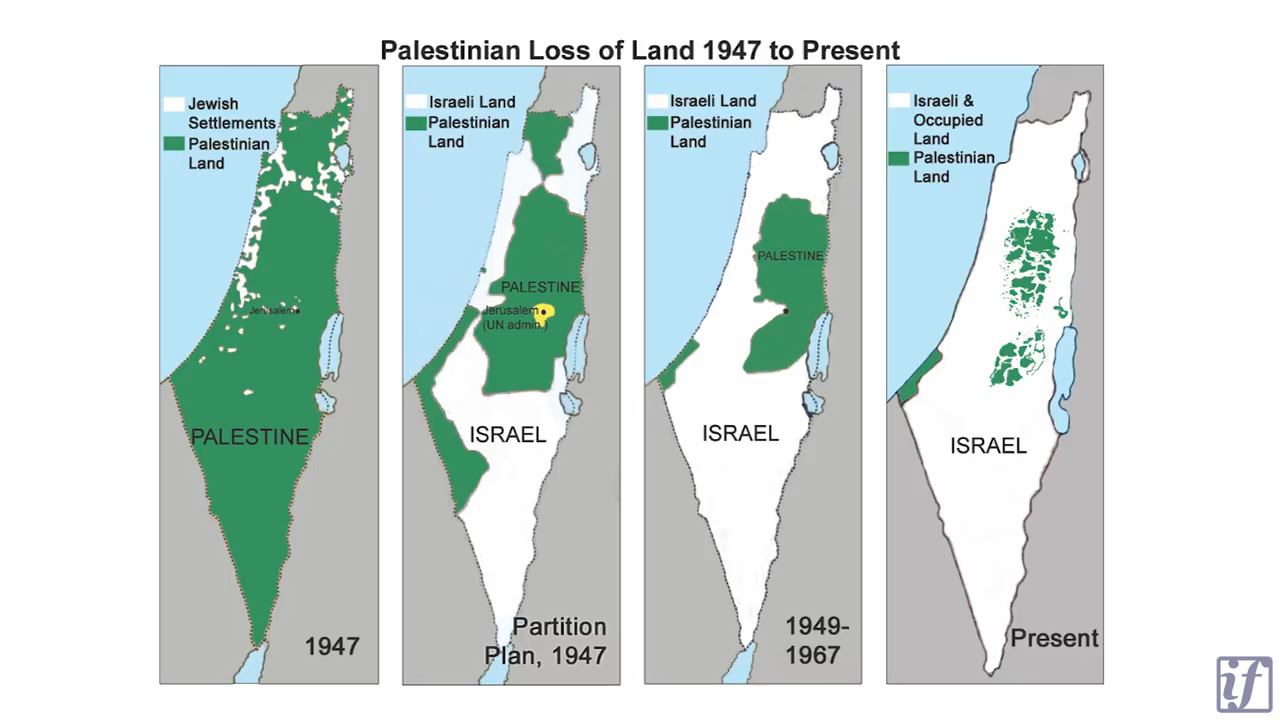 Palestinian Loss of Land 1947 to Present
Jewish
Settlements
Palestinian
Land
Jerusalem
PALESTINE
1947
Israeli Land
Palestinian
Land
PALESTINE
Jerusalem
(UN admin.)
ISRAEL
Partition
Plan, 1947
Israeli Land
Palestinian
Land
PALESTINE
ISRAEL
1949-
1967
Israeli &
Occupied
Land
Palestinian
Land
ISRAEL
Present
if